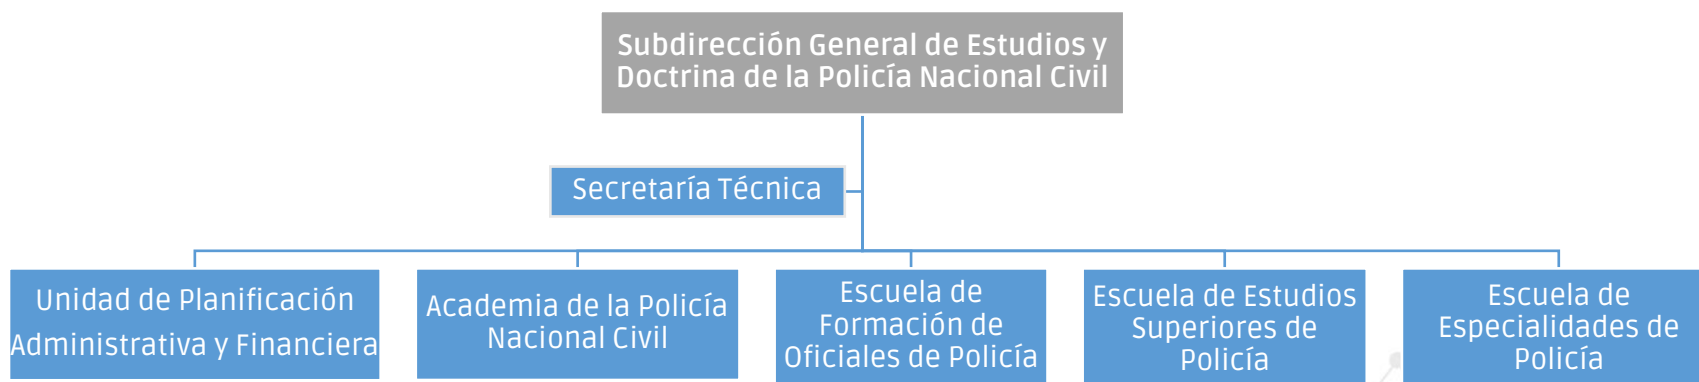 Subdirección General de Estudios y
Doctrina de la Policía Nacional Civil
Secretaría Técnica
Unidad de Planificación
Administrativa y Financiera
Academia de la Policía
Nacional Civil
Escuela de
Formación de
Oficiales de Policía
Escuela de Estudios
Superiores de
Policía
Escuela de
Especialidades de
Policía